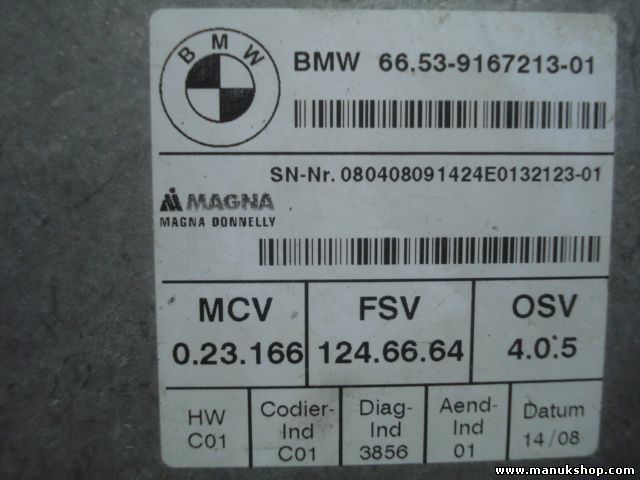 BMW
BMW 66.53-9167213-01
SN-Nr. 080408091424E0132123-01
MAGNA
MAGNA DONNELLY
MCV FSV OSV
0.23.166 124.66.64 4.0.5
HW Codier- Diag- Aend- Datum
C01 Ind Ind Ind 14/08
C01 3856 01
www.manukshop.com